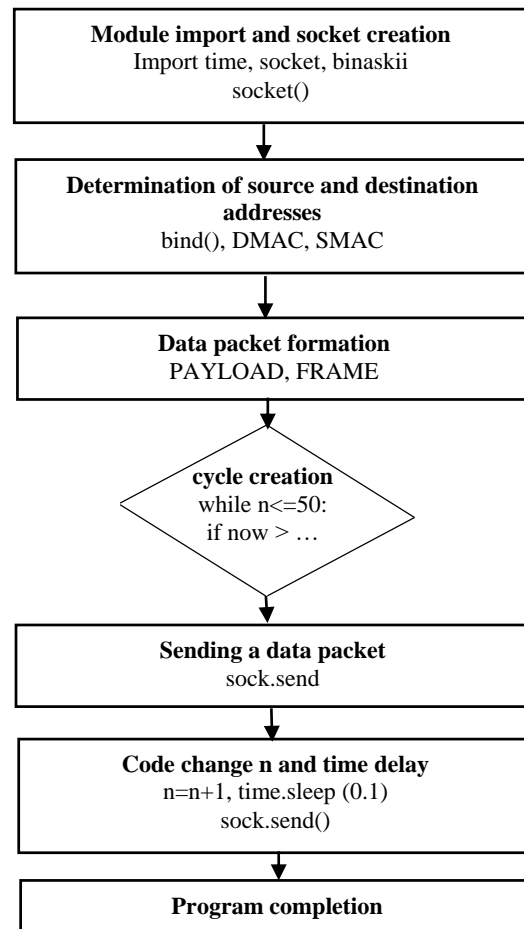 Module import and socket creation
Import time, socket, binaskii
socket()
Determination of source and destination
addresses
bind(), DMAC, SMAC
Data packet formation
PAYLOAD, FRAME
cycle creation
while n<=50:
if now > …
Sending a data packet
sock.send
Code change n and time delay
n=n+1, time.sleep (0.1)
sock.send()
Program completion